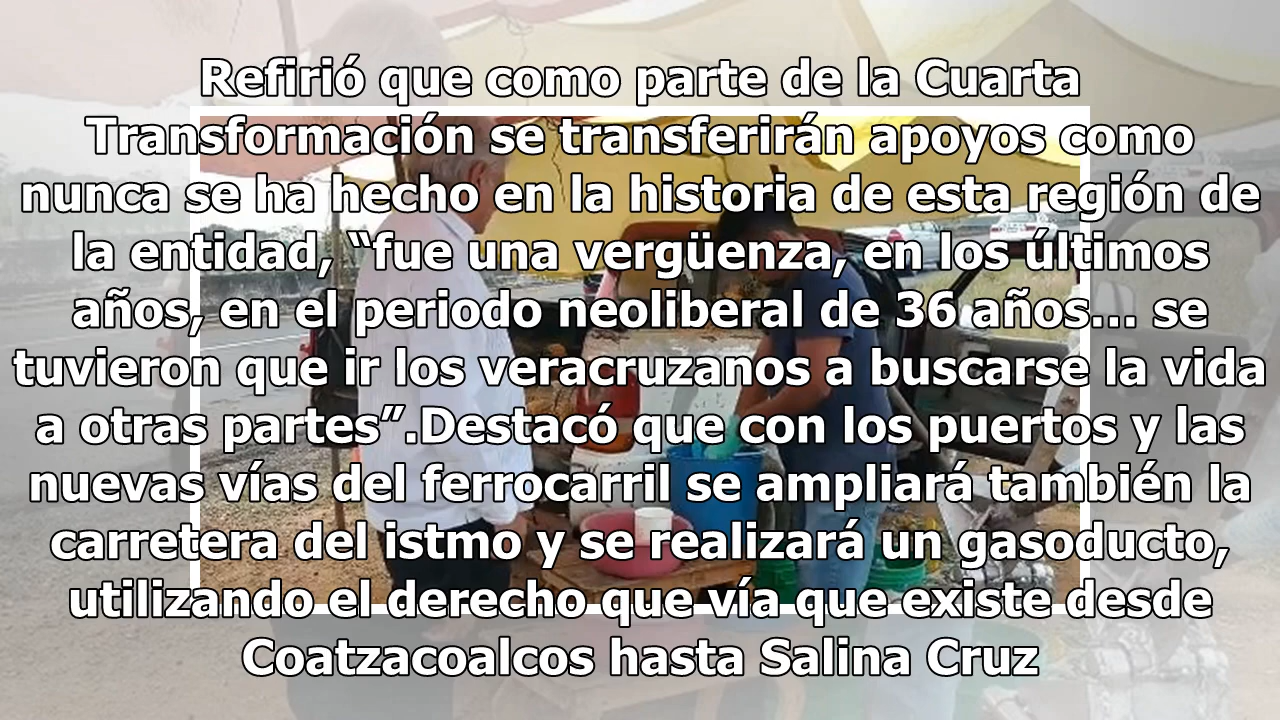 Refirió que como parte de la Cuarta
Transformación se transferirán apoyos como
nunca se ha hecho en la historia de esta región de
la entidad, “fue una vergüenza, en los últimos
años, en el periodo neoliberal de 36 años... se
tuvieron que ir los veracruzanos a buscarse la vida
a otras partes”.Destacó que con los puertos y las
nuevas vías del ferrocarril se ampliará también la
carretera del istmo y se realizará un gasoducto,
utilizando el derecho que vía que existe desde
Coatzacoalcos hasta Salina Cruz